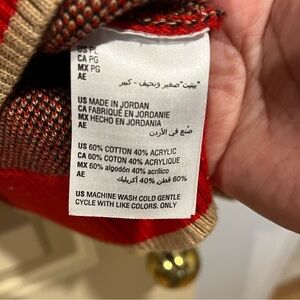 US PL
CA PG
MX PG
AE
"بيتيت" صغير ونحيف - كبير
US MADE IN JORDAN
CA FABRIQUÉ EN JORDANIE
MX HECHO EN JORDANIA
AE
صنع في الأردن
US 60% COTTON 40% ACRYLIC
CA 60% COTON 40% ACRYLIQUE
MX 60% algodón 40% acrílico
AE
60% قطن 40% أكريليك
US MACHINE WASH COLD GENTLE
CYCLE WITH LIKE COLORS. ONLY